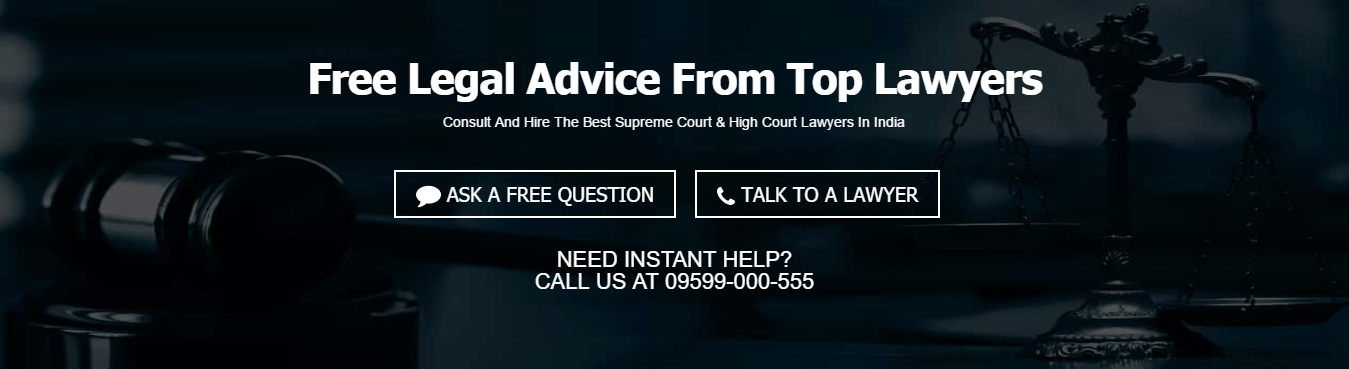 Free Legal Advice From Top Lawyers
Consult And Hire The Best Supreme Court & High Court Lawyers In India
ASK A FREE QUESTION
TALK TO A LAWYER
NEED INSTANT HELP?
CALL US AT 09599-000-555